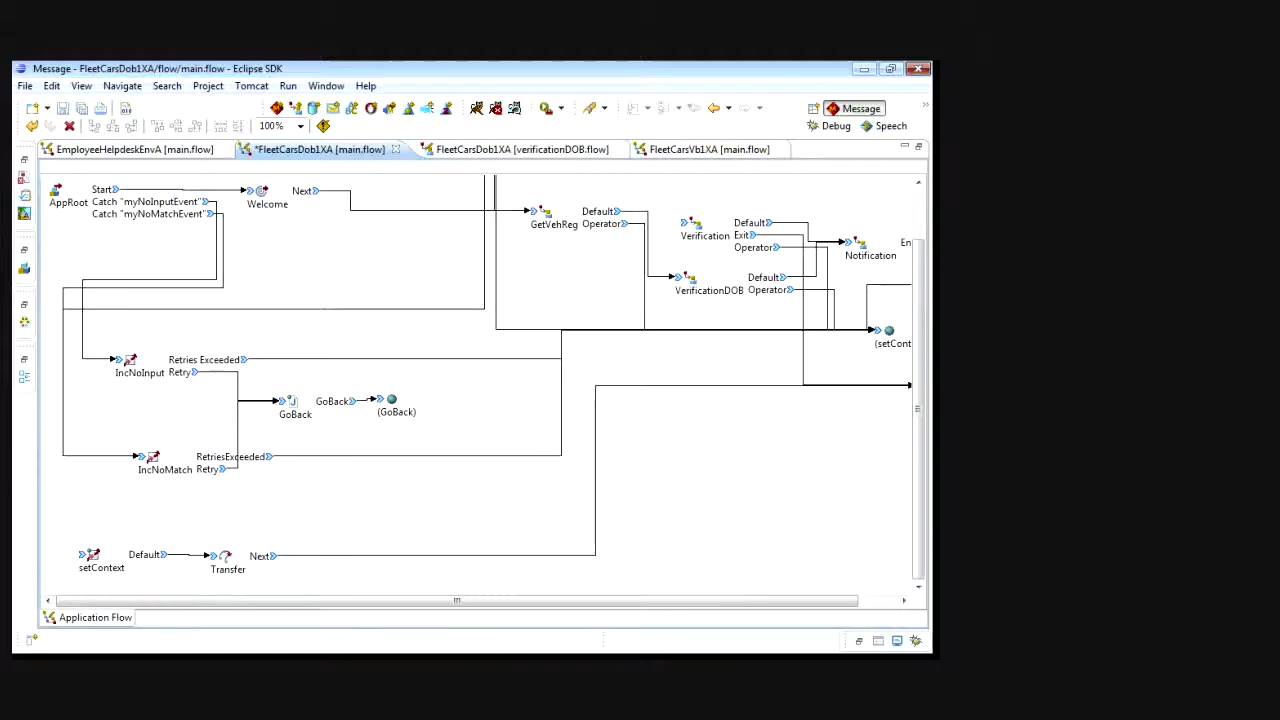 Message - FleetCarsDob1XA/flow/main.flow - Eclipse SDK
File Edit View Navigate Search Project Tomcat Run Window Help
Message
100%
Debug Speech
EmployeeHelpdeskEnvA [main.flow] *FleetCarsDob1XA [main.flow] FleetCarsDob1XA [verificationDOB.flow] FleetCarsVb1XA [main.flow]
AppRoot
Start
Catch "myNoInputEvent"
Catch "myNoMatchEvent"
Welcome
Next
GetVehReg
Default
Operator
Verification
Default
Exit
Operator
Notification
En
VerificationDOB
Default
Operator
(setCont
IncNoInput
Retries Exceeded
Retry
GoBack
GoBack
(GoBack)
IncNoMatch
RetriesExceeded
Retry
setContext
Default
Transfer
Next
Application Flow